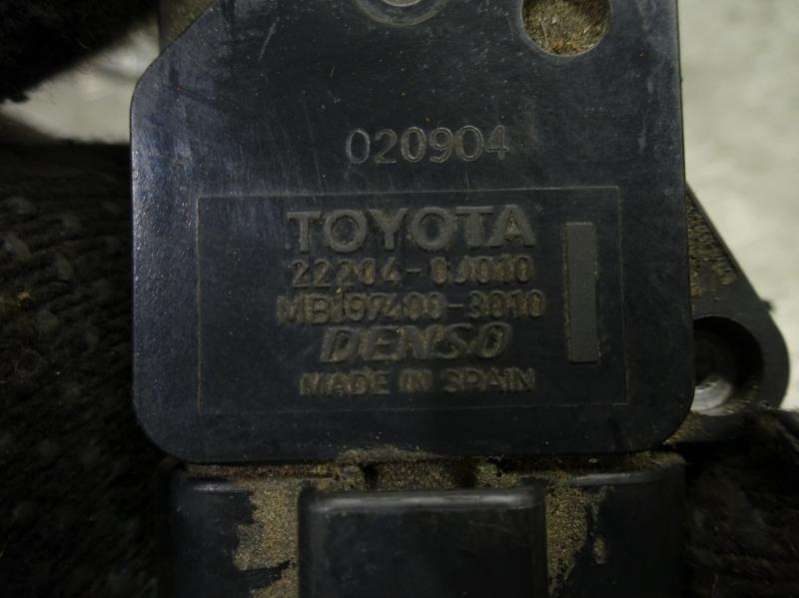 020904
TOYOTA
22204-0J010
MB197400-3010
DENSO
MADE IN SPAIN